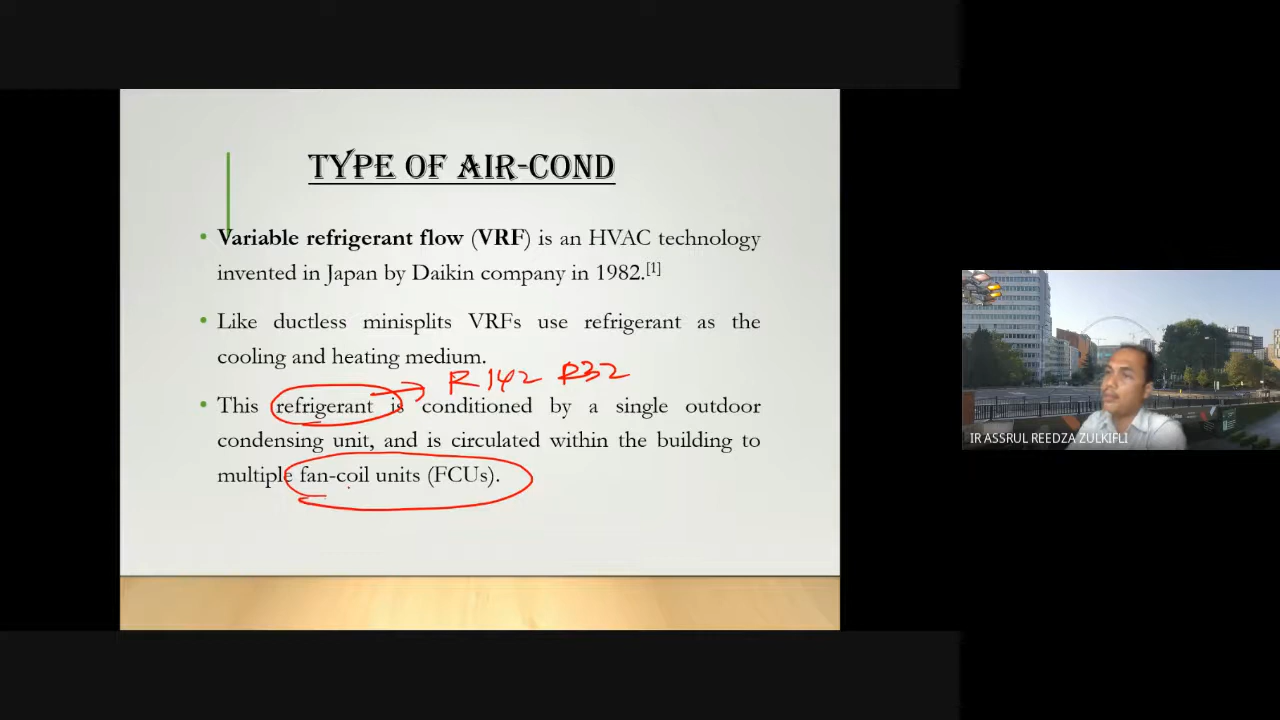 TYPE OF AIR-COND
• Variable refrigerant flow (VRF) is an HVAC technology
invented in Japan by Daikin company in 1982.[1]
• Like ductless minisplits VRFs use refrigerant as the
cooling and heating medium.
R142 R32
• This refrigerant is conditioned by a single outdoor
condensing unit, and is circulated within the building to
multiple fan-coil units (FCUs).
IR ASSRUL REEDZA ZULKIFLI